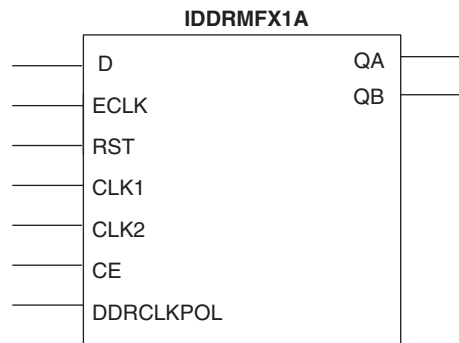 IDDRMFX1A
D
QA
ECLK
QB
RST
CLK1
CLK2
CE
DDRCLKPOL